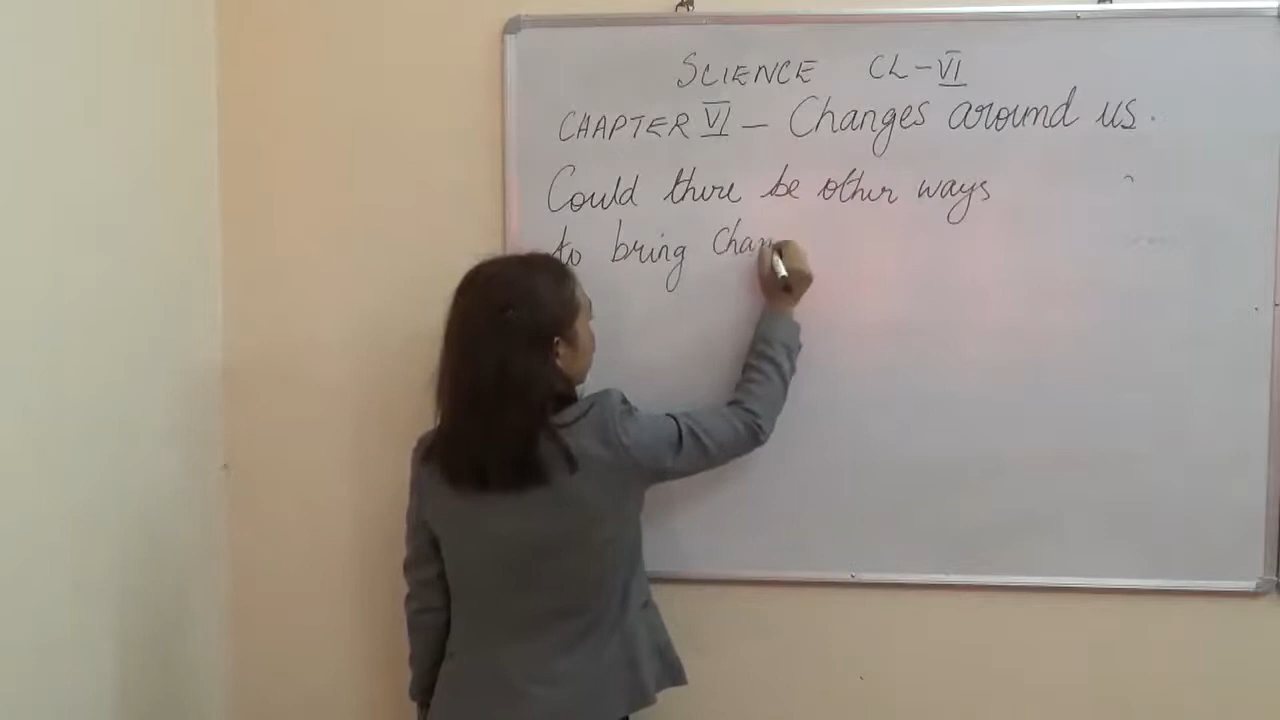 SCIENCE CL-VI
CHAPTER VI - Changes around us.
Could there be other ways
to bring Chan